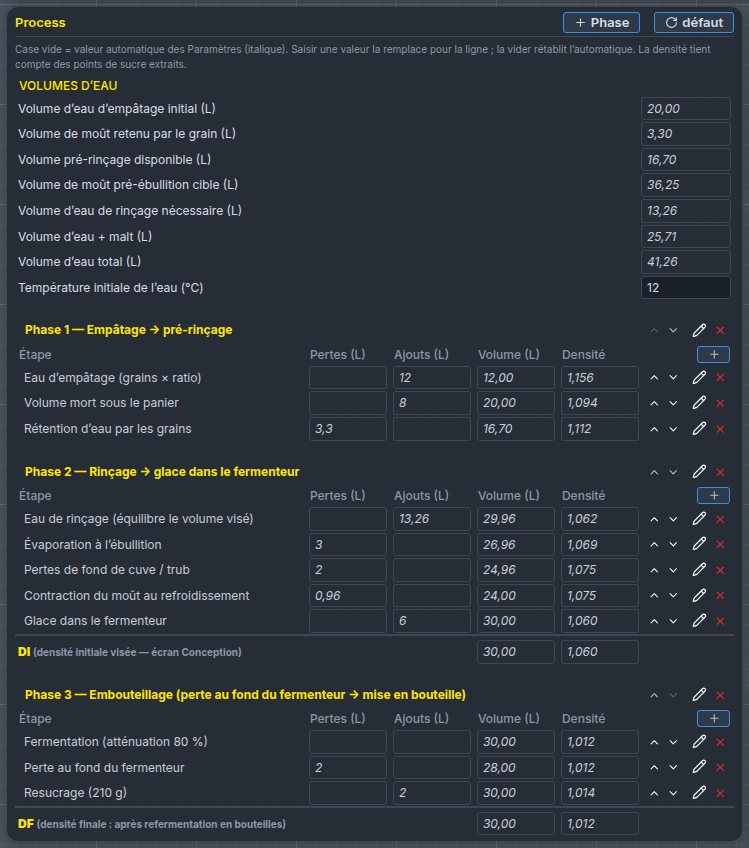 Process + Phase défaut
Case vide = valeur automatique des Paramètres (italique). Saisir une valeur la remplace pour la ligne ; la vider rétablit l'automatique. La densité tient
compte des points de sucre extraits.
VOLUMES D'EAU
Volume d'eau d'empâtage initial (L) 20,00
Volume de moût retenu par le grain (L) 3,30
Volume pré-rinçage disponible (L) 16,70
Volume de moût pré-ébullition cible (L) 36,25
Volume d'eau de rinçage nécessaire (L) 13,26
Volume d'eau + malt (L) 25,71
Volume d'eau total (L) 41,26
Température initiale de l'eau (°C) 12
Phase 1 — Empâtage → pré-rinçage
Étape Pertes (L) Ajouts (L) Volume (L) Densité +
Eau d'empâtage (grains × ratio) 12 12,00 1,156
Volume mort sous le panier 8 20,00 1,094
Rétention d'eau par les grains 3,3 16,70 1,112
Phase 2 — Rinçage → glace dans le fermenteur
Étape Pertes (L) Ajouts (L) Volume (L) Densité +
Eau de rinçage (équilibre le volume visé) 13,26 29,96 1,062
Évaporation à l'ébullition 3 26,96 1,069
Pertes de fond de cuve / trub 2 24,96 1,075
Contraction du moût au refroidissement 0,96 24,00 1,075
Glace dans le fermenteur 6 30,00 1,060
DI (densité initiale visée — écran Conception) 30,00 1,060
Phase 3 — Embouteillage (perte au fond du fermenteur → mise en bouteille)
Étape Pertes (L) Ajouts (L) Volume (L) Densité +
Fermentation (atténuation 80 %) 30,00 1,012
Perte au fond du fermenteur 2 28,00 1,012
Resucrage (210 g) 2 30,00 1,014
DF (densité finale : après refermentation en bouteilles) 30,00 1,012